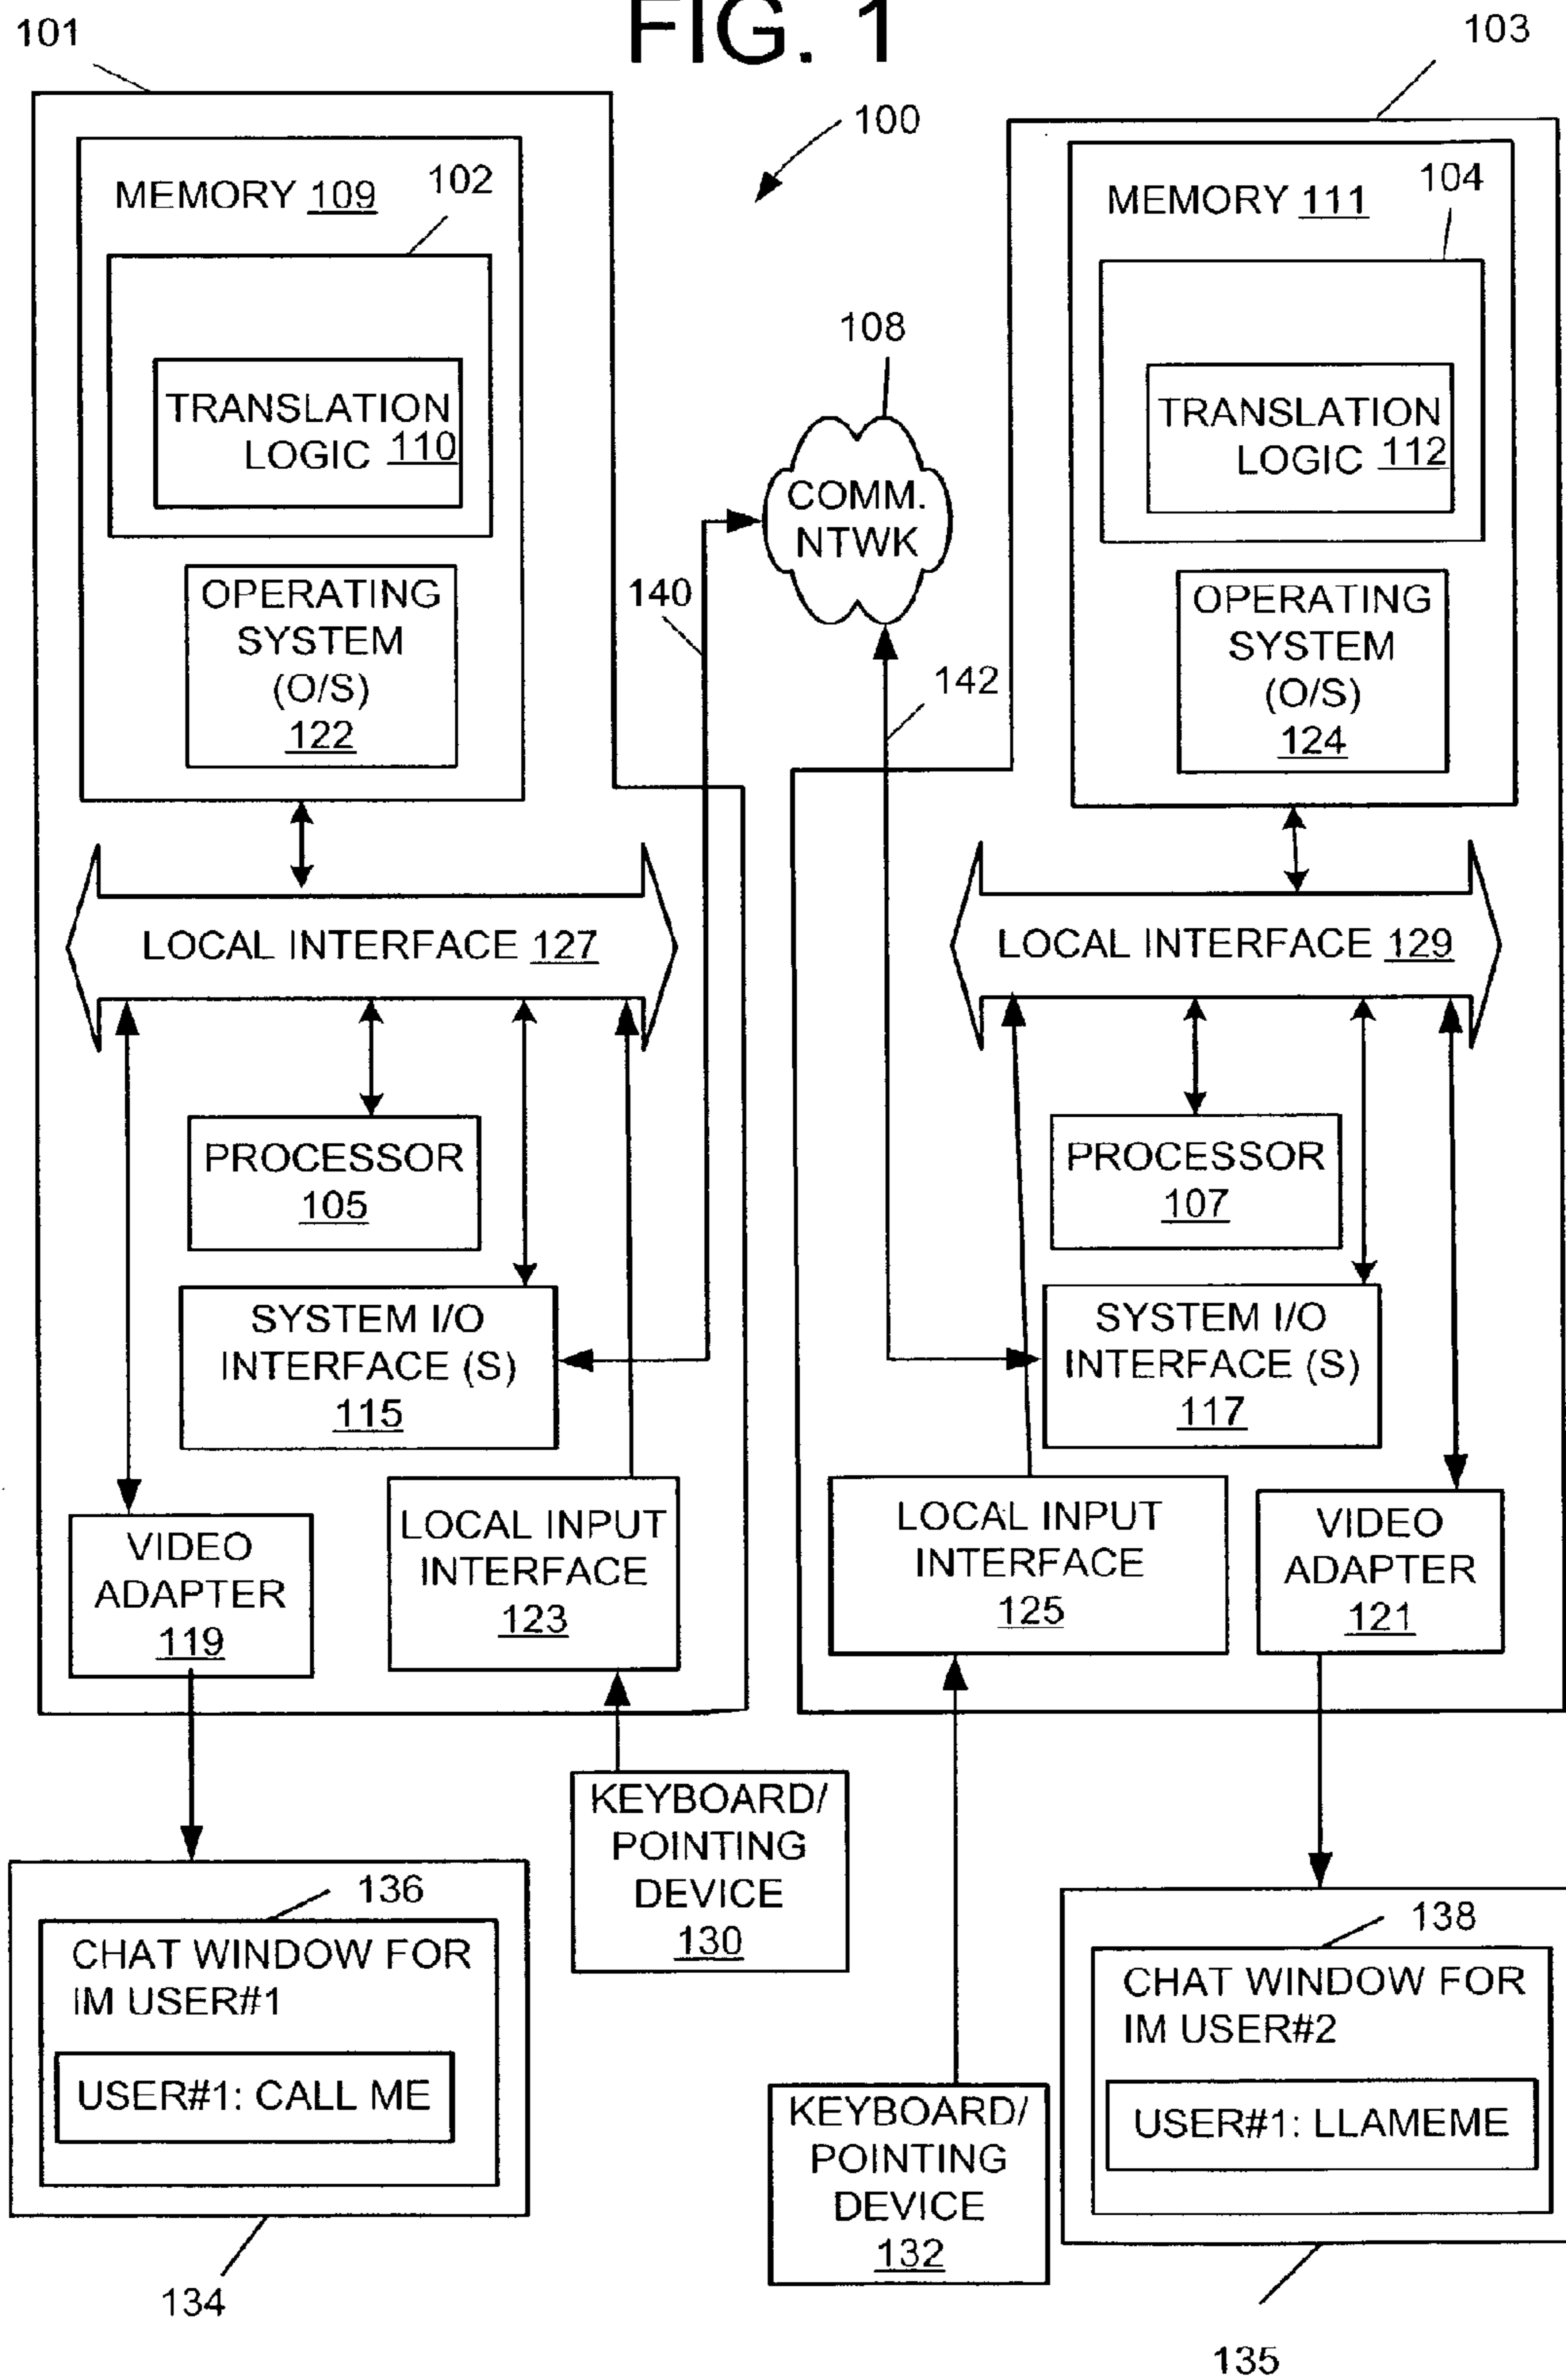 FIG. 1
101
103
100
MEMORY 109
102
MEMORY 111
104
TRANSLATION
LOGIC 110
108
TRANSLATION
LOGIC 112
COMM.
NTWK
OPERATING
SYSTEM
(O/S)
122
140
142
OPERATING
SYSTEM
(O/S)
124
LOCAL INTERFACE 127
LOCAL INTERFACE 129
PROCESSOR
105
PROCESSOR
107
SYSTEM I/O
INTERFACE (S)
115
SYSTEM I/O
INTERFACE (S)
117
VIDEO
ADAPTER
119
LOCAL INPUT
INTERFACE
123
LOCAL INPUT
INTERFACE
125
VIDEO
ADAPTER
121
KEYBOARD/
POINTING
DEVICE
130
136
CHAT WINDOW FOR
IM USER#1
USER#1: CALL ME
134
KEYBOARD/
POINTING
DEVICE
132
138
CHAT WINDOW FOR
IM USER#2
USER#1: LLAMEME
135